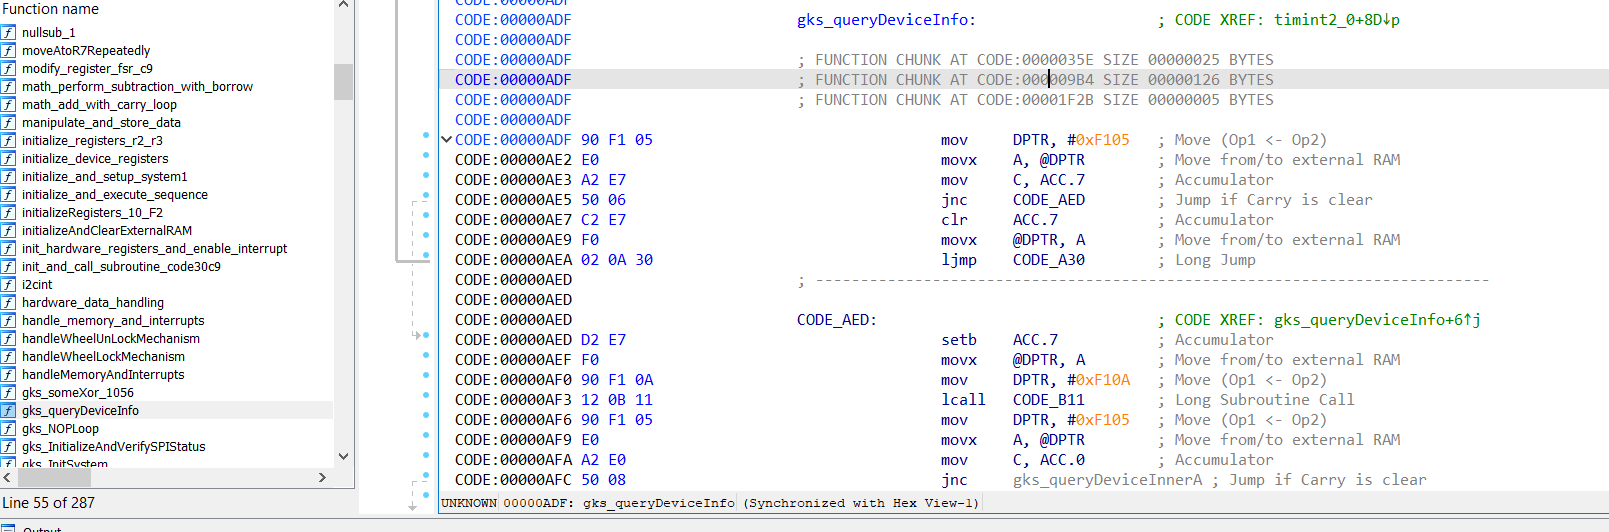 Function name
nullsub_1
moveAtoR7Repeatedly
modify_register_fsr_c9
math_perform_subtraction_with_borrow
math_add_with_carry_loop
manipulate_and_store_data
initialize_registers_r2_r3
initialize_device_registers
initialize_and_setup_system1
initialize_and_execute_sequence
initializeRegisters_10_F2
initializeAndClearExternalRAM
init_hardware_registers_and_enable_interrupt
init_and_call_subroutine_code30c9
i2cint
hardware_data_handling
handle_memory_and_interrupts
handleWheelUnLockMechanism
handleWheelLockMechanism
handleMemoryAndInterrupts
gks_someXor_1056
gks_queryDeviceInfo
gks_NOPLoop
gks_InitializeAndVerifySPIStatus
gks_InitSystem
Line 55 of 287
Output
CODE:00000ADF
CODE:00000ADF gks_queryDeviceInfo: ; CODE XREF: timint2_0+8D↓p
CODE:00000ADF
CODE:00000ADF ; FUNCTION CHUNK AT CODE:0000035E SIZE 00000025 BYTES
CODE:00000ADF ; FUNCTION CHUNK AT CODE:000009B4 SIZE 00000126 BYTES
CODE:00000ADF ; FUNCTION CHUNK AT CODE:00001F2B SIZE 00000005 BYTES
CODE:00000ADF
CODE:00000ADF 90 F1 05 mov DPTR, #0xF105 ; Move (Op1 <- Op2)
CODE:00000AE2 E0 movx A, @DPTR ; Move from/to external RAM
CODE:00000AE3 A2 E7 mov C, ACC.7 ; Accumulator
CODE:00000AE5 50 06 jnc CODE_AED ; Jump if Carry is clear
CODE:00000AE7 C2 E7 clr ACC.7 ; Accumulator
CODE:00000AE9 F0 movx @DPTR, A ; Move from/to external RAM
CODE:00000AEA 02 0A 30 ljmp CODE_A30 ; Long Jump
CODE:00000AED ; ---------------------------------------------------------------------------
CODE:00000AED
CODE:00000AED CODE_AED: ; CODE XREF: gks_queryDeviceInfo+6↑j
CODE:00000AED D2 E7 setb ACC.7 ; Accumulator
CODE:00000AEF F0 movx @DPTR, A ; Move from/to external RAM
CODE:00000AF0 90 F1 0A mov DPTR, #0xF10A ; Move (Op1 <- Op2)
CODE:00000AF3 12 0B 11 lcall CODE_B11 ; Long Subroutine Call
CODE:00000AF6 90 F1 05 mov DPTR, #0xF105 ; Move (Op1 <- Op2)
CODE:00000AF9 E0 movx A, @DPTR ; Move from/to external RAM
CODE:00000AFA A2 E0 mov C, ACC.0 ; Accumulator
CODE:00000AFC 50 08 jnc gks_queryDeviceInnerA ; Jump if Carry is clear
UNKNOWN 00000ADF: gks_queryDeviceInfo (Synchronized with Hex View-1)